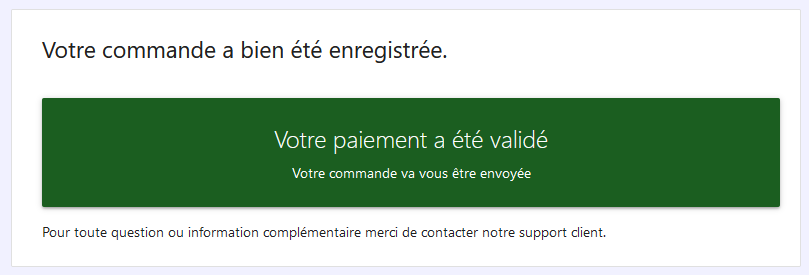 Votre commande a bien été enregistrée.
Votre paiement a été validé
Votre commande va vous être envoyée
Pour toute question ou information complémentaire merci de contacter notre support client.